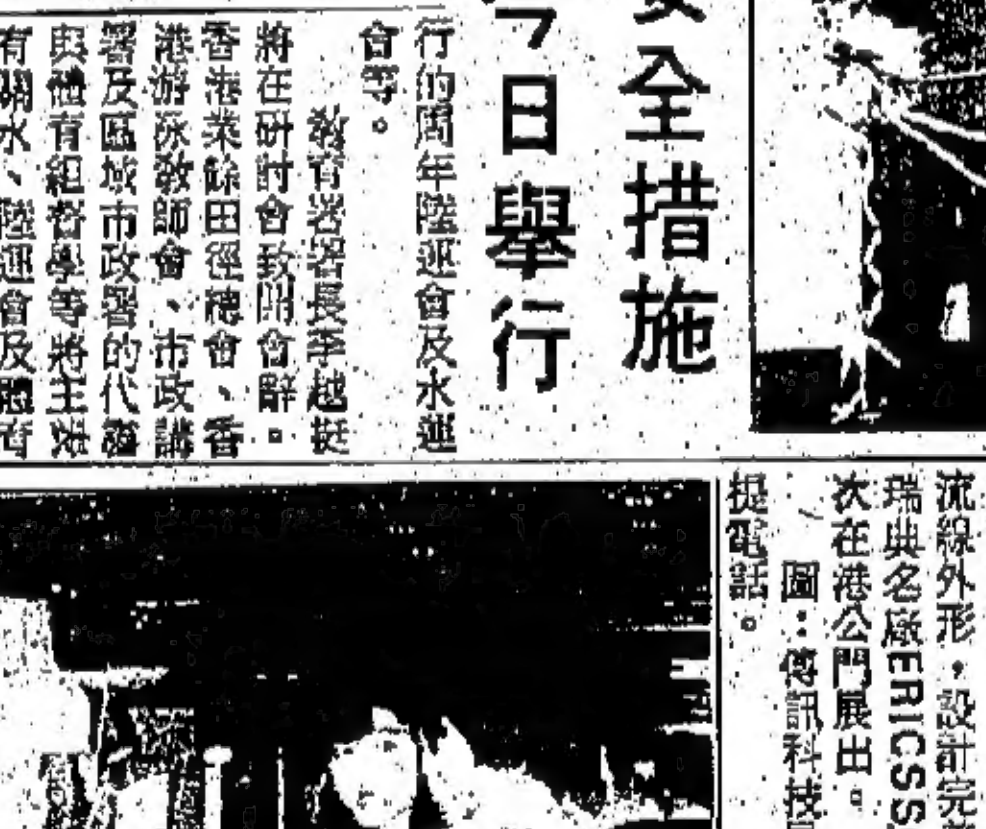 安全措施
今日舉行
行的周年陸運會及水運
會等。
教育署署長李越挺
將在研討會致開會辭。
香港業餘田徑總會、香
港游泳教師會、市政講
署及區域市政署的代
與體有組督學等將主
有關水、陸運會及體育
流線外形,設計完
瑞典名廠ERICSS
次在港公開展出。
圖:傳訊科技
提電話。